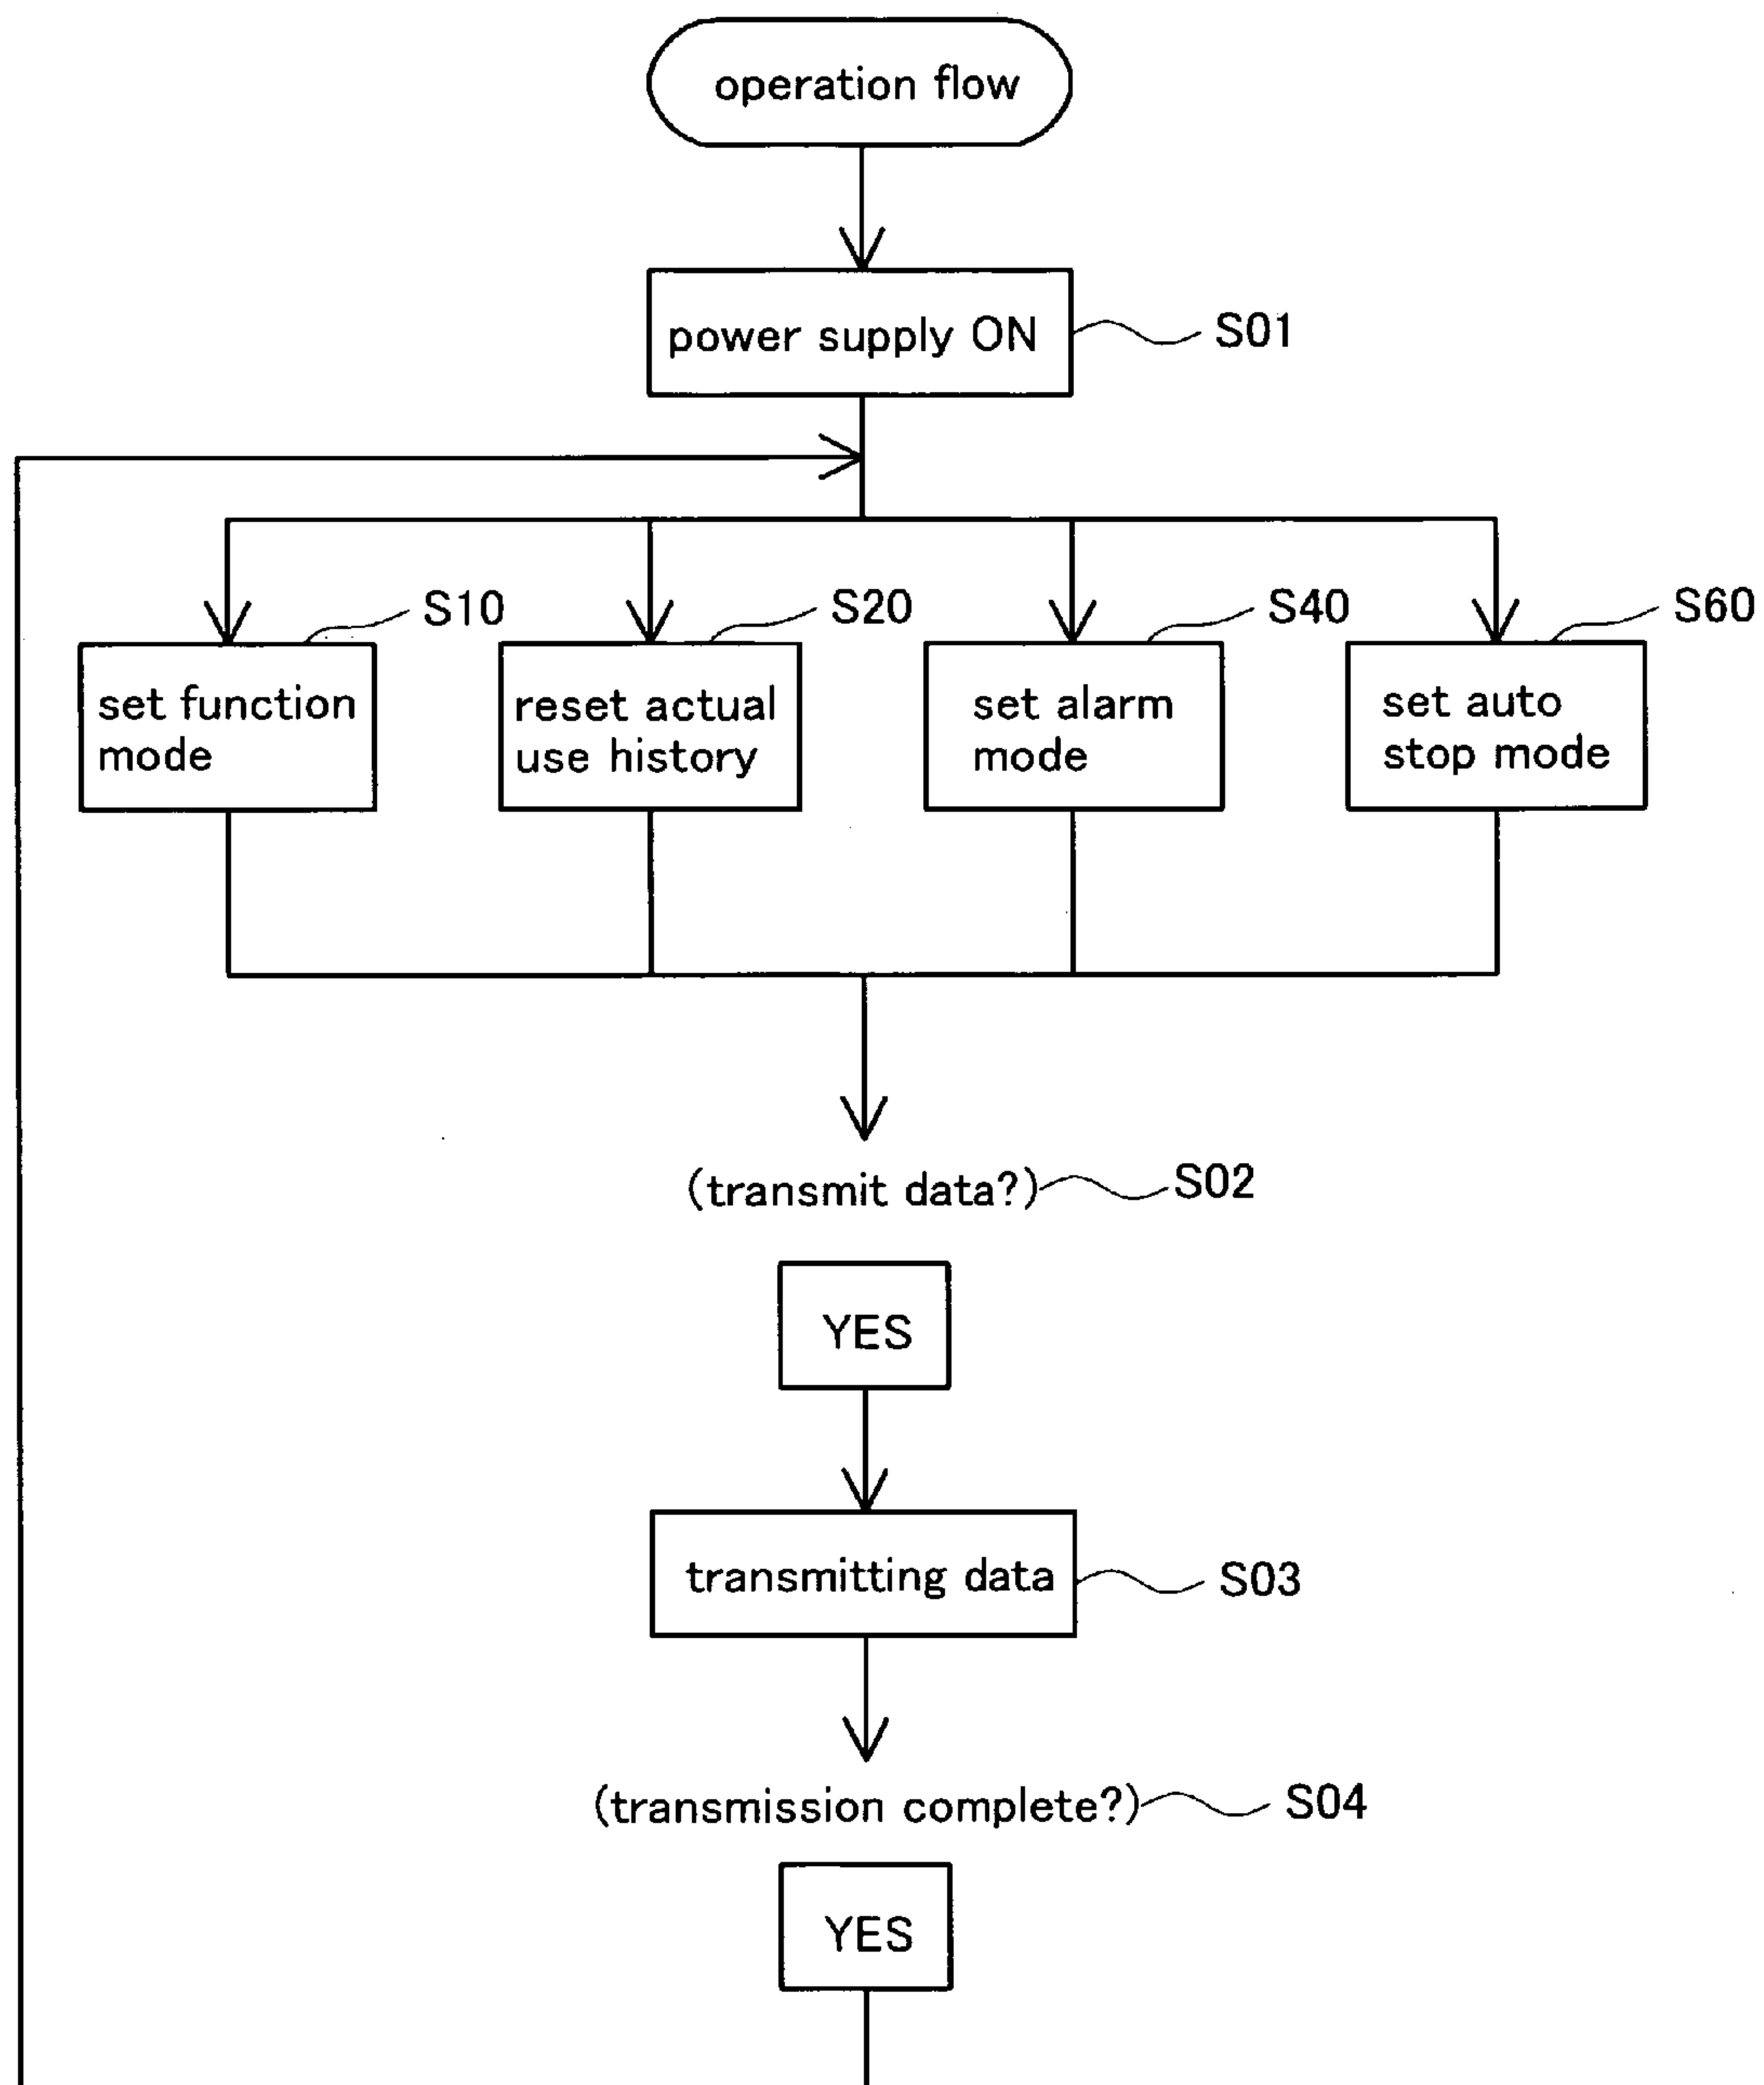 operation flow
power supply ON
S01
S10
S20
S40
S60
set function
mode
reset actual
use history
set alarm
mode
set auto
stop mode
(transmit data?)
S02
YES
transmitting data
S03
(transmission complete?)
S04
YES